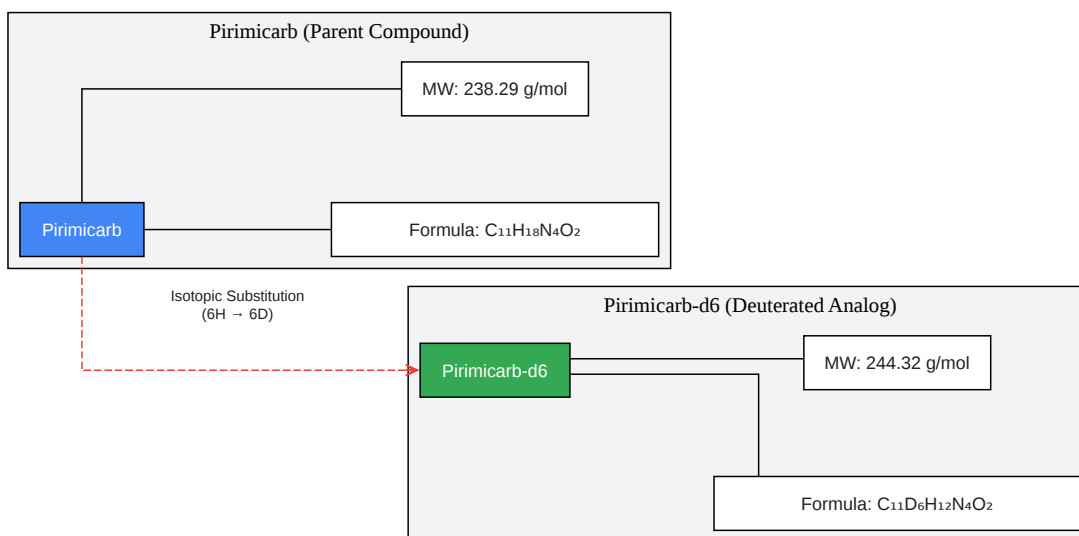 Pirimicarb (Parent Compound)
MW: 238.29 g/mol
Pirimicarb
Formula: C₁₁H₁₈N₄O₂
Isotopic Substitution
(6H → 6D)
Pirimicarb-d6 (Deuterated Analog)
Pirimicarb-d6
MW: 244.32 g/mol
Formula: C₁₁D₆H₁₂N₄O₂